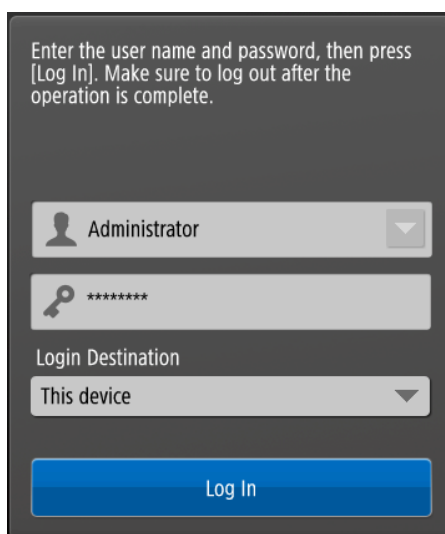 Enter the user name and password, then press
[Log In]. Make sure to log out after the
operation is complete.
Administrator
********
Login Destination
This device
Log In